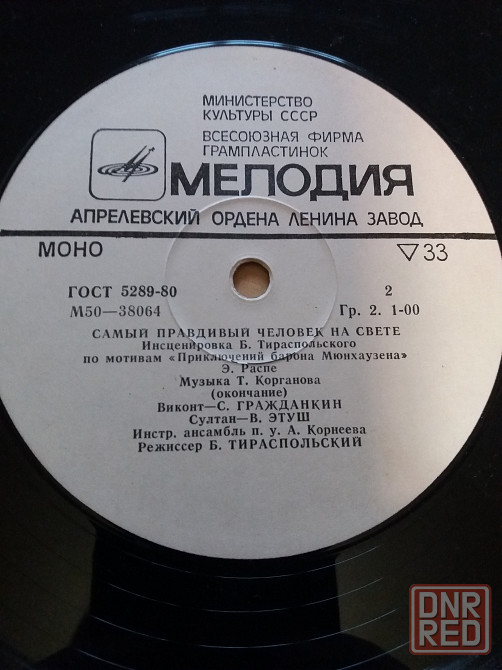 МИНИСТЕРСТВО
КУЛЬТУРЫ СССР
ВСЕСОЮЗНАЯ ФИРМА
ГРАМПЛАСТИНОК
МЕЛОДИЯ
АПРЕЛЕВСКИЙ ОРДЕНА ЛЕНИНА ЗАВОД
МОНО ▽33
ГОСТ 5289-80 2
М50—38064 Гр. 2. 1-00
САМЫЙ ПРАВДИВЫЙ ЧЕЛОВЕК НА СВЕТЕ
Инсценировка Б. Тираспольского
по мотивам «Приключений барона Мюнхаузена»
Э. Распе
Музыка Т. Корганова
(окончание)
Виконт—С. ГРАЖДАНКИН
Султан—В. ЭТУШ
Инстр. ансамбль п. у. А. Корнеева
Режиссер Б. ТИРАСПОЛЬСКИЙ
DNR
RED